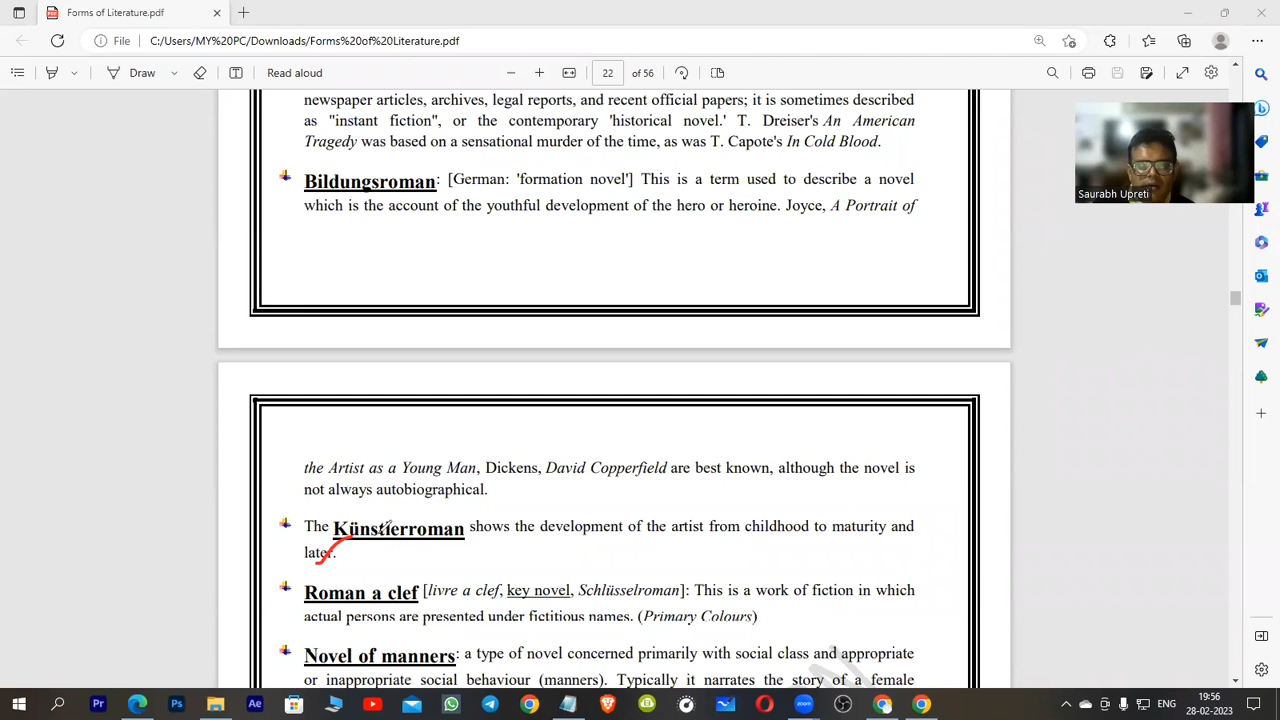 Forms of Literature
File
C:/Users/MY%20PC/Downloads/Forms%20of%20Literature.pdf
Draw
Read aloud
22 of 56
newspaper articles, archives, legal reports, and recent official papers; it is sometimes described
as "instant fiction", or the contemporary 'historical novel.' T. Dreiser's An American
Tragedy was based on a sensational murder of the time, as was T. Capote's In Cold Blood.
Bildungsroman: [German: 'formation novel'] This is a term used to describe a novel
which is the account of the youthful development of the hero or heroine. Joyce, A Portrait of
Saurabh Upreti
the Artist as a Young Man, Dickens, David Copperfield are best known, although the novel is
not always autobiographical.
The Künstlerroman shows the development of the artist from childhood to maturity and
later.
Roman a clef [livre a clef, key novel, Schlüsselroman]: This is a work of fiction in which
actual persons are presented under fictitious names. (Primary Colours)
Novel of manners: a type of novel concerned primarily with social class and appropriate
or inappropriate social behaviour (manners). Typically it narrates the story of a female
ENG
19:56
28-02-2023